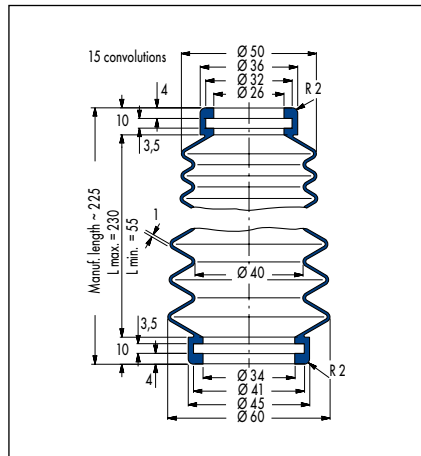 Ø 50
15 convolutions
Ø 36
Ø 32
4
Ø 26
R 2
10
3,5
Manuf. length ~ 225
L max. = 230
L min. = 55
1
Ø 40
3,5
10
4
Ø 34
R 2
Ø 41
Ø 45
Ø 60